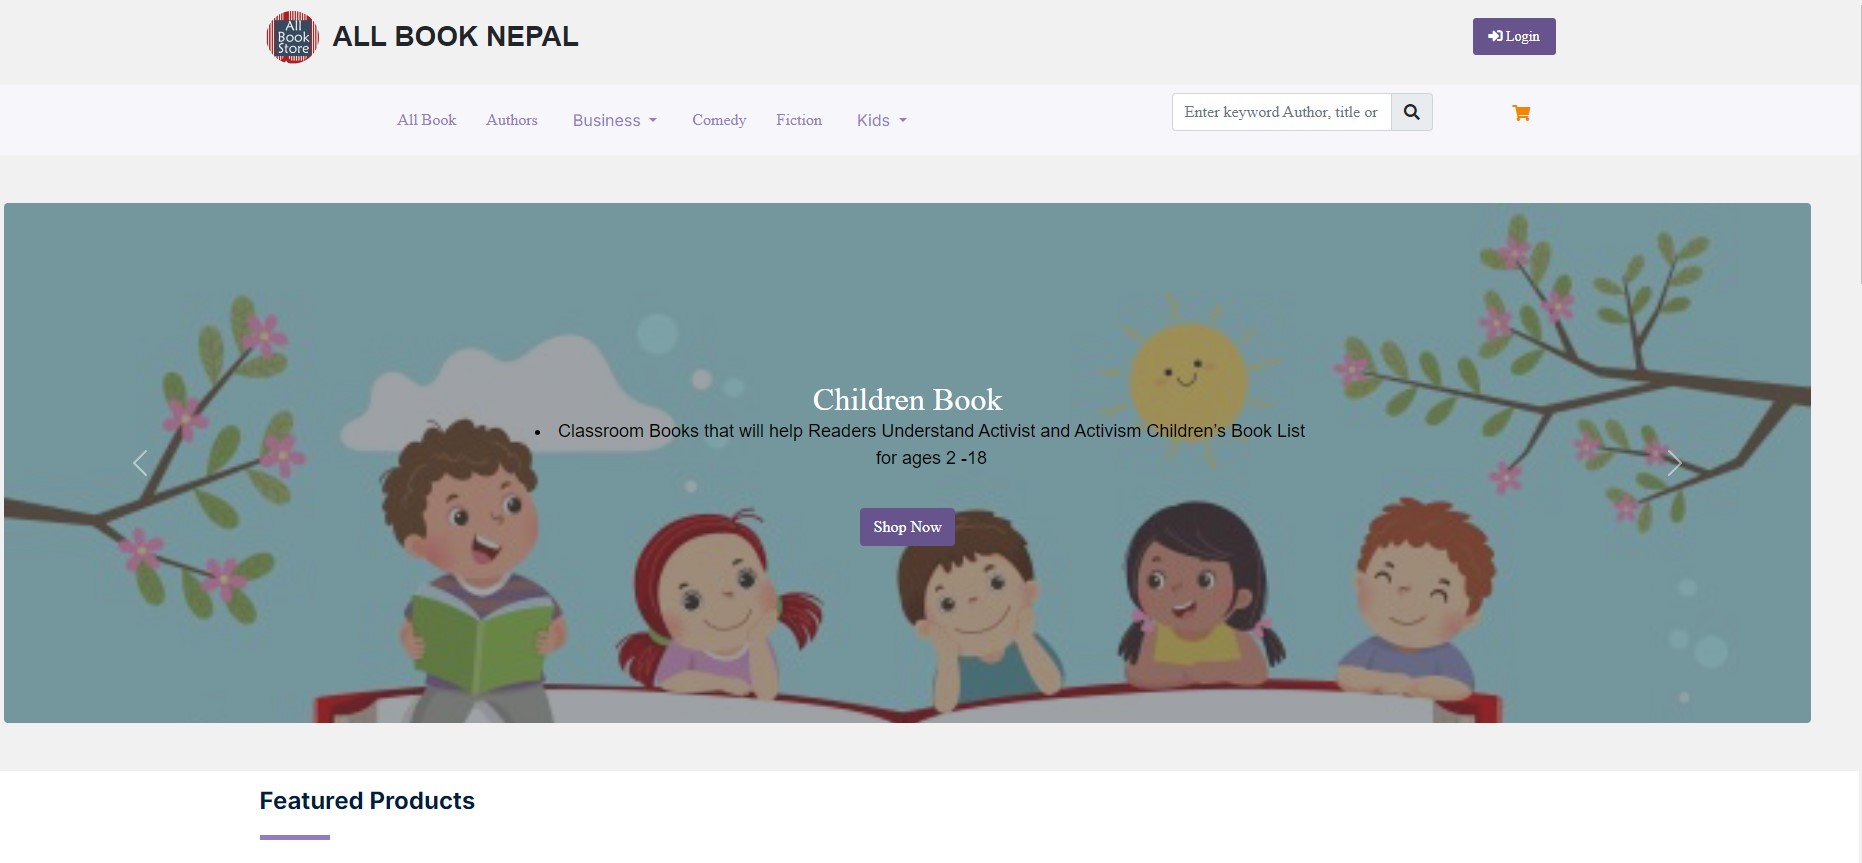 All
Book
Store
ALL BOOK NEPAL
Login
All Book
Authors
Business
Comedy
Fiction
Kids
Enter keyword Author, title or
Children Book
• Classroom Books that will help Readers Understand Activist and Activism Children's Book List
for ages 2 -18
Shop Now
Featured Products